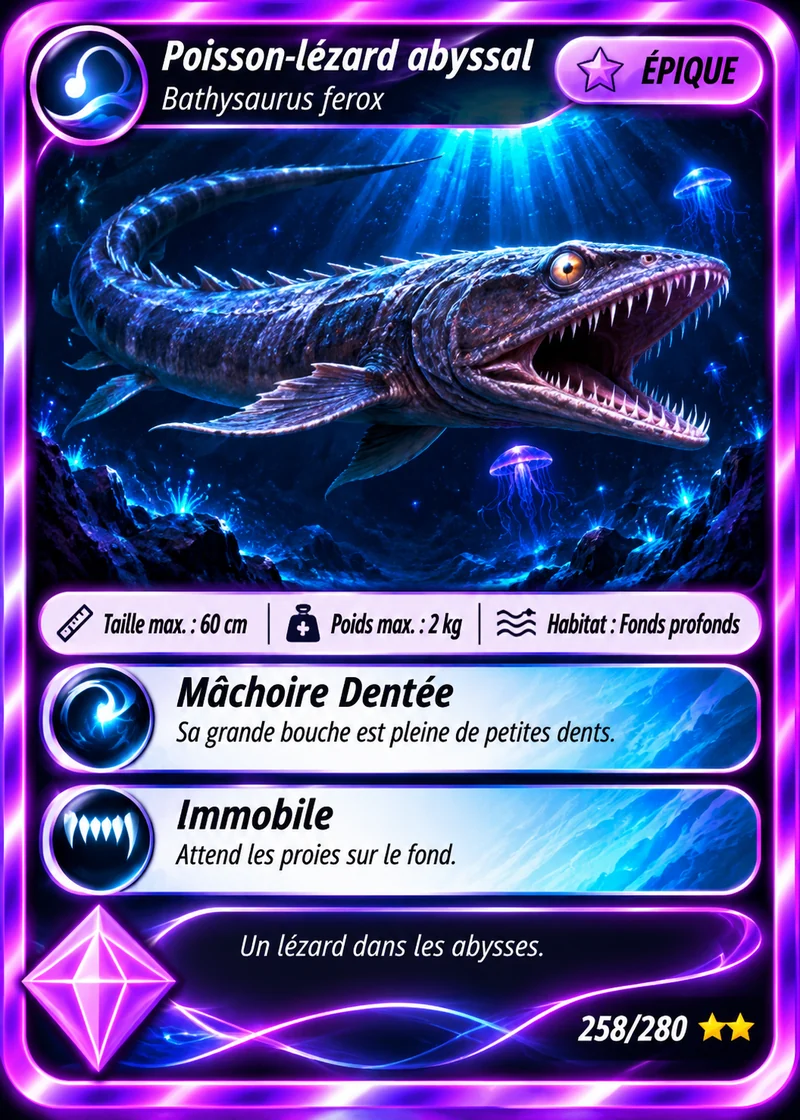 Poisson-lézard abyssal
ÉPIQUE
Bathysaurus ferox
Taille max. : 60 cm
Poids max. : 2 kg
Habitat : Fonds profonds
Mâchoire Dentée
Sa grande bouche est pleine de petites dents.
Immobile
Attend les proies sur le fond.
Un lézard dans les abysses.
258/280